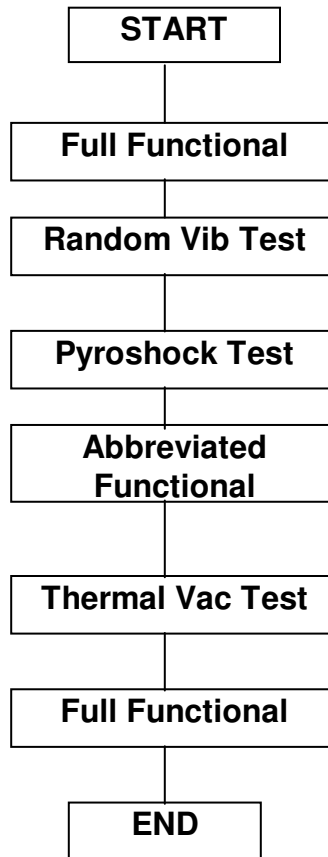 START
Full Functional
Random Vib Test
Pyroshock Test
Abbreviated
Functional
Thermal Vac Test
Full Functional
END